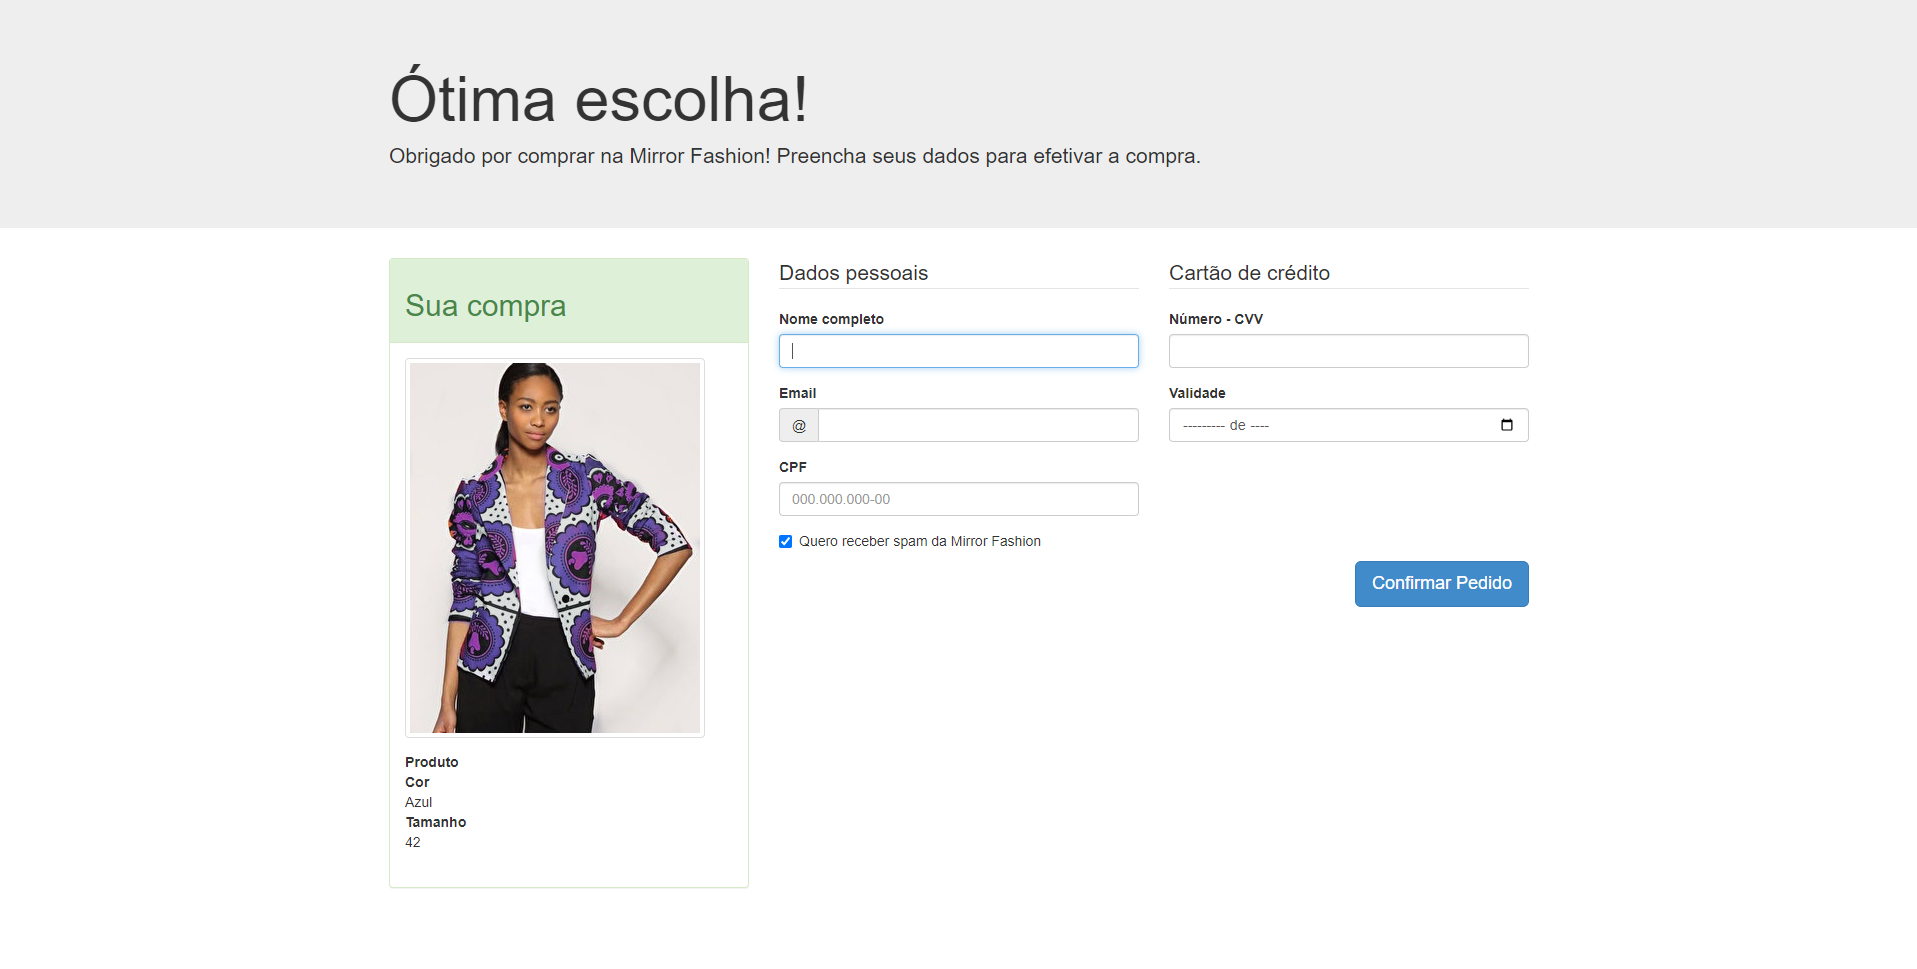 Ótima escolha!
Obrigado por comprar na Mirror Fashion! Preencha seus dados para efetivar a compra.
Sua compra
Produto
Cor
Azul
Tamanho
42
Dados pessoais
Nome completo
Email
@
CPF
000.000.000-00
Quero receber spam da Mirror Fashion
Cartão de crédito
Número - CVV
Validade
--------- de ----
Confirmar Pedido